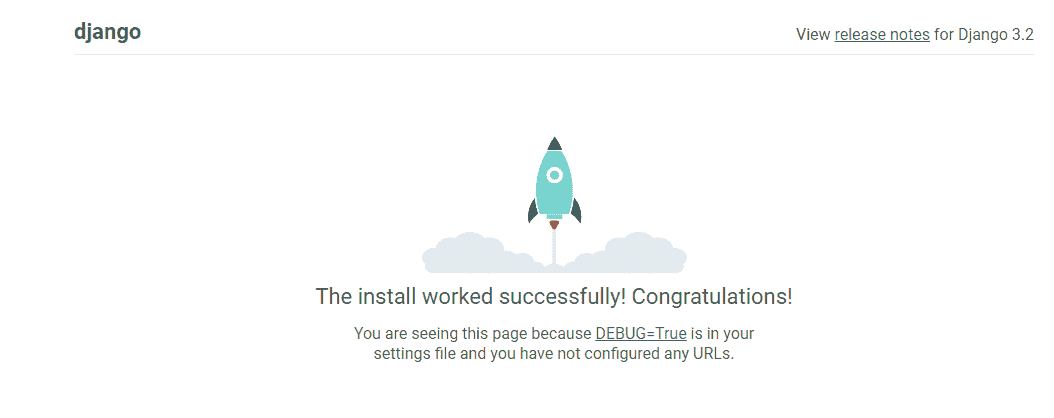 django
View release notes for Django 3.2
The install worked successfully! Congratulations!
You are seeing this page because DEBUG=True is in your
settings file and you have not configured any URLs.